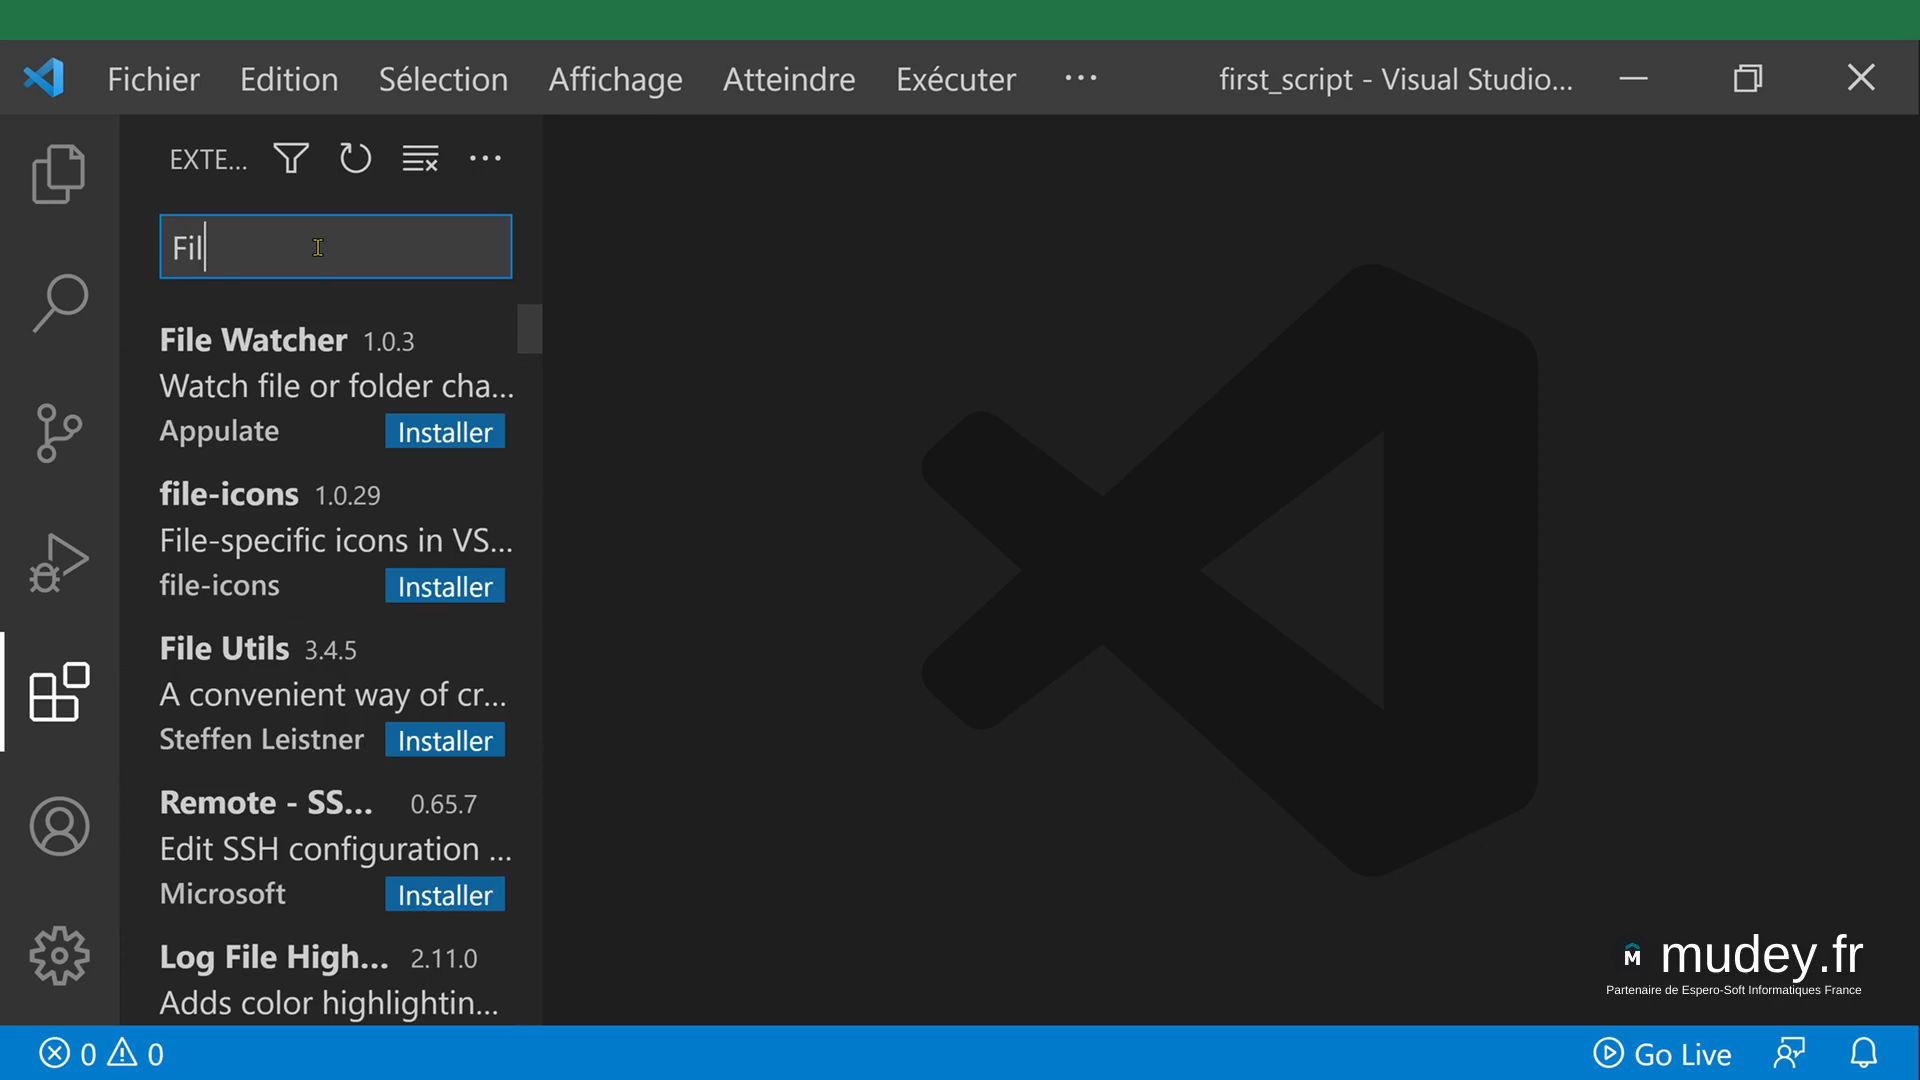 Fichier Edition Sélection Affichage Atteindre Exécuter ··· first_script - Visual Studio...
EXTE...
Fil
File Watcher 1.0.3
Watch file or folder cha...
Appulate Installer
file-icons 1.0.29
File-specific icons in VS...
file-icons Installer
File Utils 3.4.5
A convenient way of cr...
Steffen Leistner Installer
Remote - SS... 0.65.7
Edit SSH configuration ...
Microsoft Installer
Log File High... 2.11.0
Adds color highlightin...
M mudey.fr
Partenaire de Espero-Soft Informatiques France
0 0 Go Live